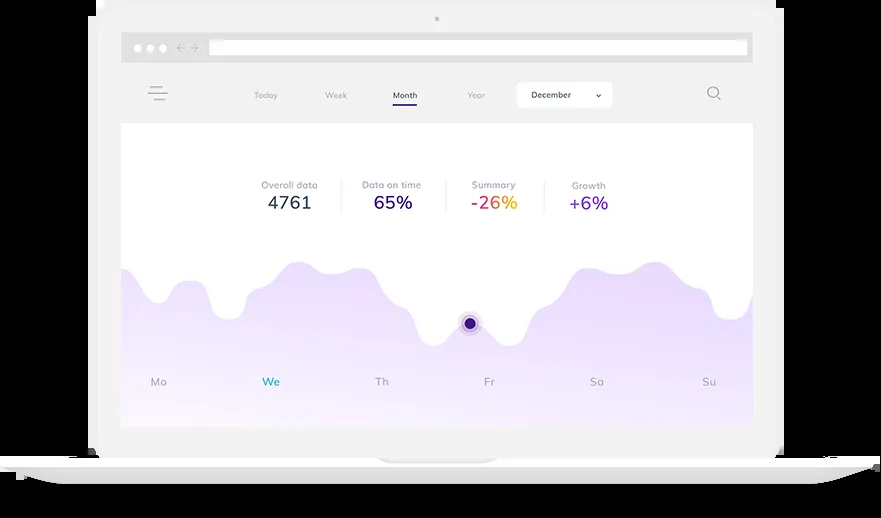 Today Week Month Year December
Overall data Data on time Summary Growth
4761 65% -26% +6%
Mo We Th Fr Sa Su